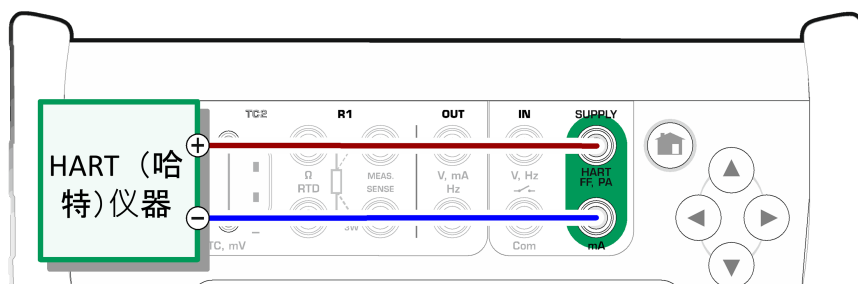 TC2 R1 OUT IN SUPPLY
HART（哈
特)仪器
Ω
RTD
MEAS.
SENSE
V, mA
Hz
V, Hz
HART
FF, PA
3W
TC, mV
Com
mA